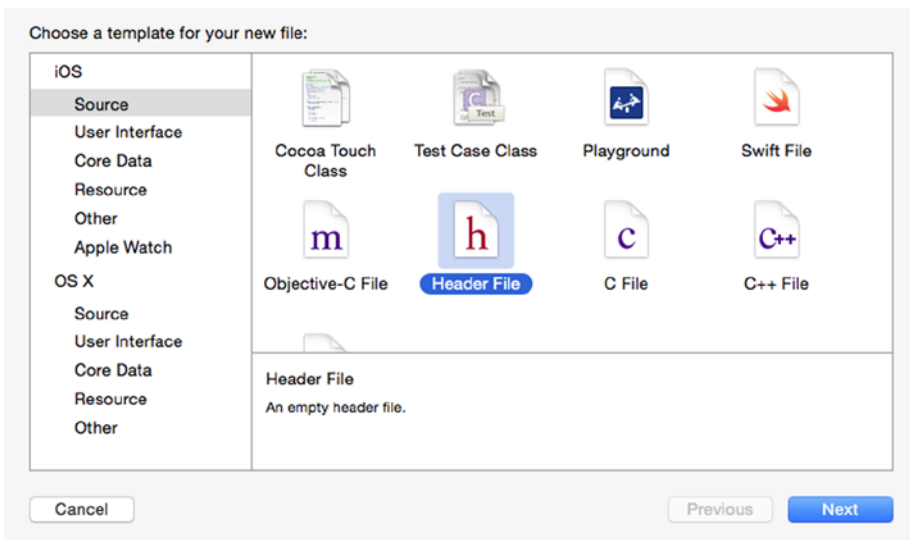 Choose a template for your new file:
iOS
Source
User Interface
Core Data
Resource
Other
Apple Watch
OS X
Source
User Interface
Core Data
Resource
Other
Test
Cocoa Touch
Class
Test Case Class
Playground
Swift File
m
h
c
C++
Objective-C File
Header File
C File
C++ File
Header File
An empty header file.
Cancel
Previous
Next